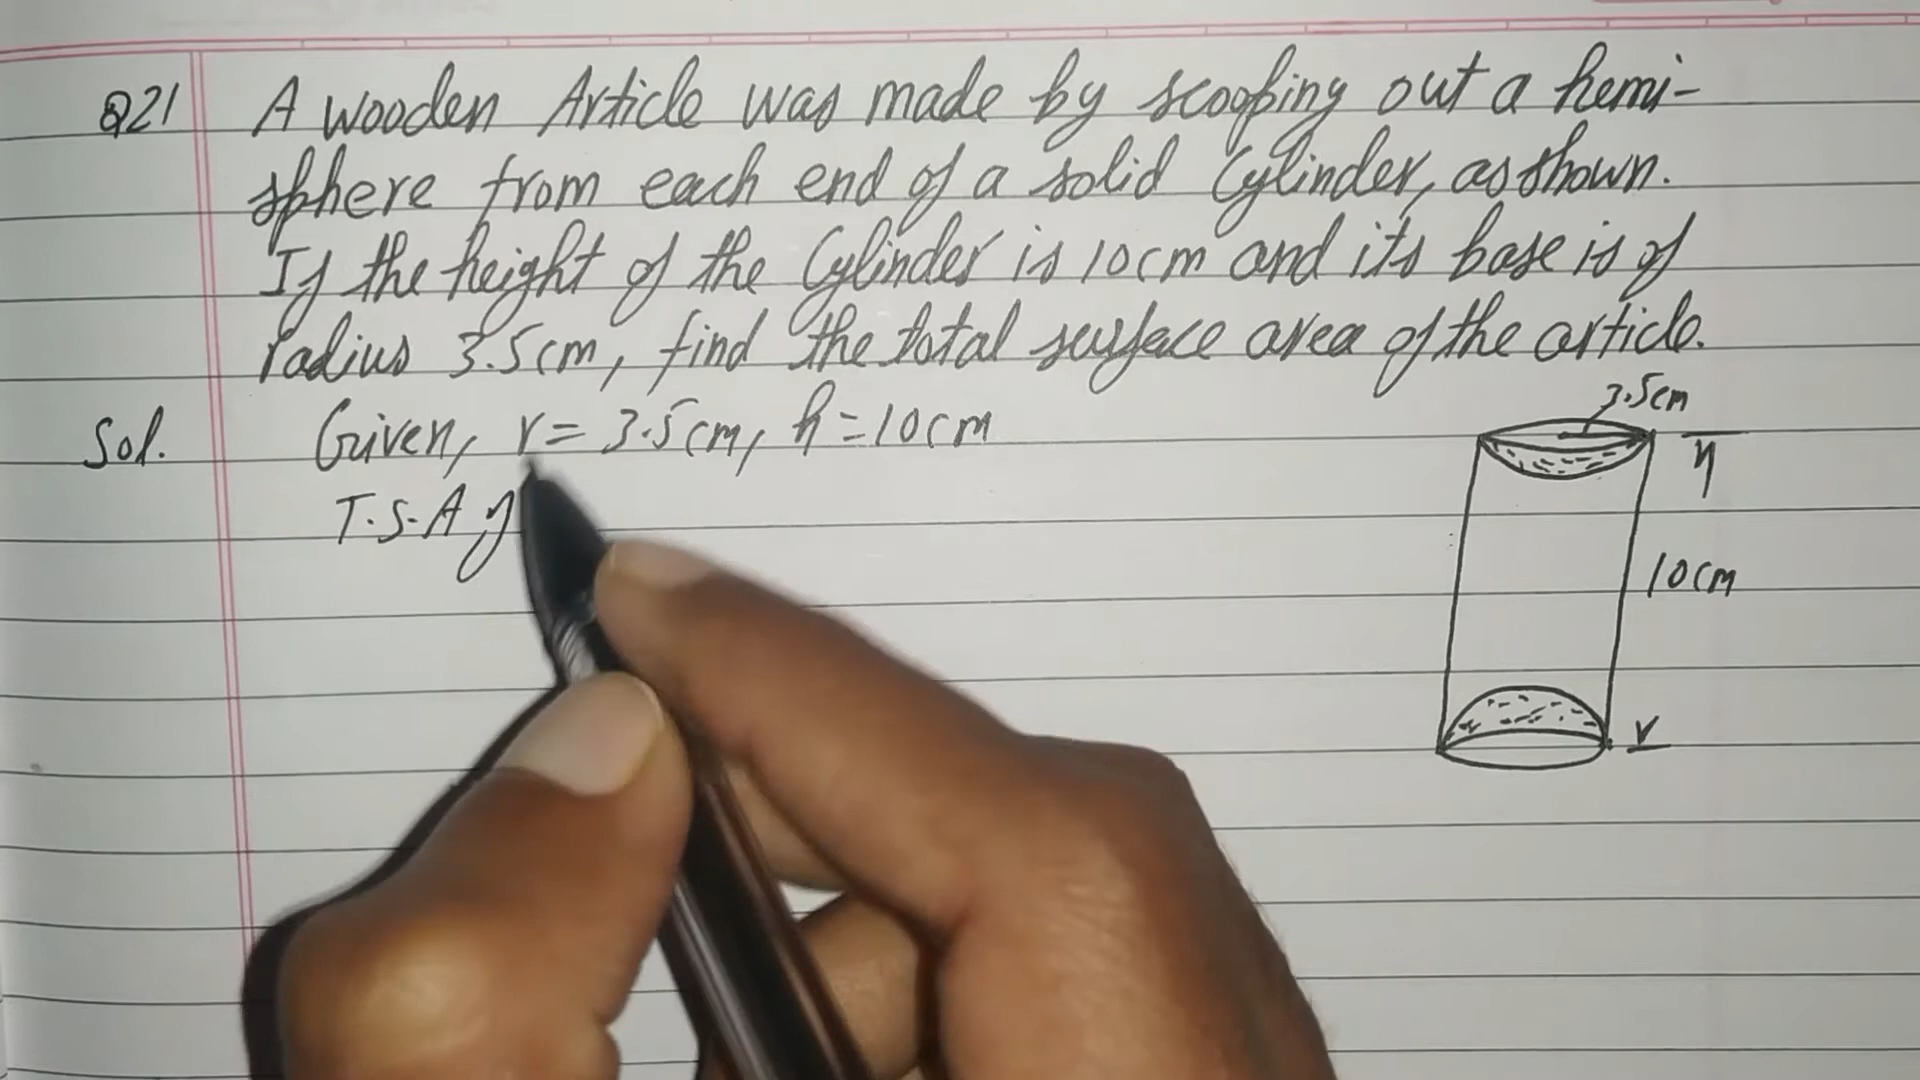 Q21 A wooden Article was made by scooping out a hemi-
sphere from each end of a solid Cylinder, as shown.
If the height of the Cylinder is 10cm and its base is of
radius 3.5cm, find the total surface area of the article.
Sol. Given, r = 3.5cm, h = 10cm
T.S.A
3.5cm
10cm